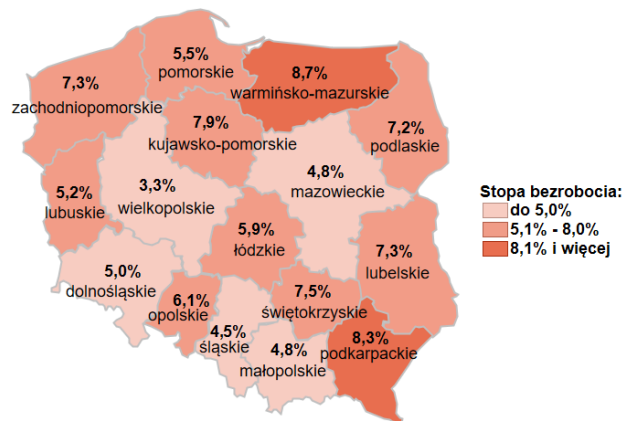 5,5%
pomorskie
8,7%
warmińsko-mazurskie
7,3%
zachodniopomorskie
7,9%
kujawsko-pomorskie
7,2%
podlaskie
4,8%
mazowieckie
5,2%
lubuskie
3,3%
wielkopolskie
5,9%
łódzkie
7,3%
lubelskie
5,0%
dolnośląskie
6,1%
opolskie
7,5%
świętokrzyskie
4,5%
śląskie
4,8%
małopolskie
8,3%
podkarpackie
Stopa bezrobocia:
do 5,0%
5,1% - 8,0%
8,1% i więcej